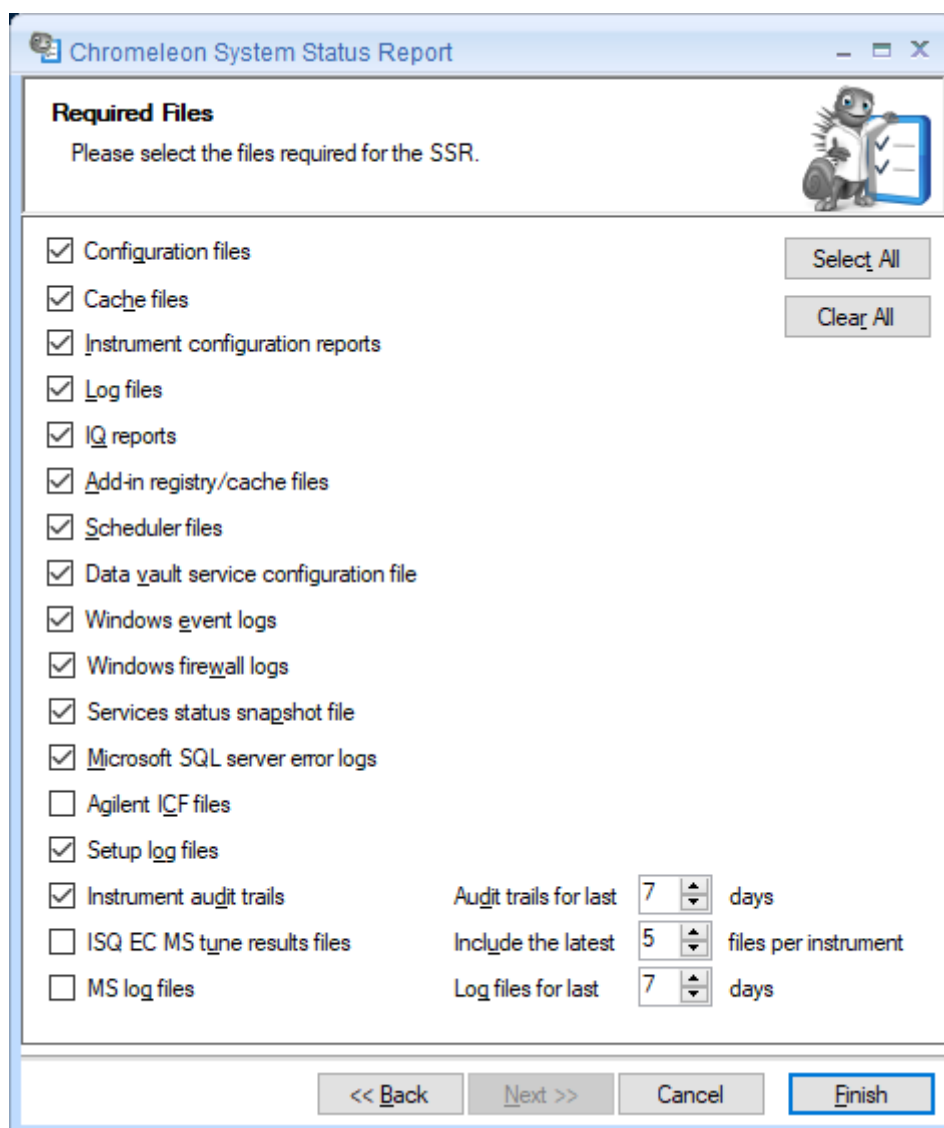 Chromeleon System Status Report
Required Files
Please select the files required for the SSR.
Configuration files
Select All
Cache files
Clear All
Instrument configuration reports
Log files
IQ reports
Add-in registry/cache files
Scheduler files
Data vault service configuration file
Windows event logs
Windows firewall logs
Services status snapshot file
Microsoft SQL server error logs
Agilent ICF files
Setup log files
Instrument audit trails Audit trails for last 7 days
ISQ EC MS tune results files Include the latest 5 files per instrument
MS log files Log files for last 7 days
<< Back Next >> Cancel Finish